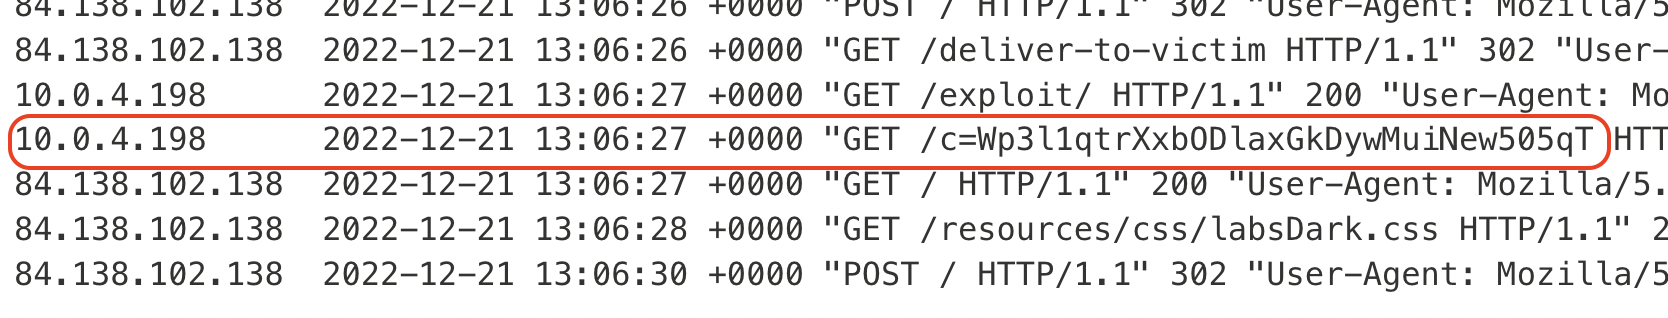 84.138.102.138 2022-12-21 13:06:26 +0000 "POST / HTTP/1.1" 302 "User-Agent: Mozilla/5
84.138.102.138 2022-12-21 13:06:26 +0000 "GET /deliver-to-victim HTTP/1.1" 302 "User-
10.0.4.198 2022-12-21 13:06:27 +0000 "GET /exploit/ HTTP/1.1" 200 "User-Agent: Mo
10.0.4.198 2022-12-21 13:06:27 +0000 "GET /c=Wp3l1qtrXxbODlaxGkDywMuiNew505qT HTT
84.138.102.138 2022-12-21 13:06:27 +0000 "GET / HTTP/1.1" 200 "User-Agent: Mozilla/5.
84.138.102.138 2022-12-21 13:06:28 +0000 "GET /resources/css/labsDark.css HTTP/1.1" 2
84.138.102.138 2022-12-21 13:06:30 +0000 "POST / HTTP/1.1" 302 "User-Agent: Mozilla/5